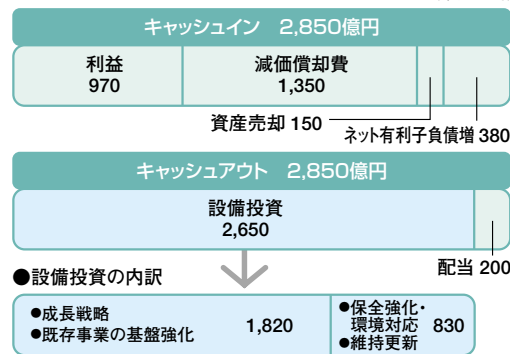 キャッシュイン 2,850億円
利益
970
減価償却費
1,350
資産売却 150
ネット有利子負債増 380
キャッシュアウト 2,850億円
設備投資
2,650
配当 200
●設備投資の内訳
●成長戦略
●既存事業の基盤強化
1,820
●保全強化・
環境対応
●維持更新
830